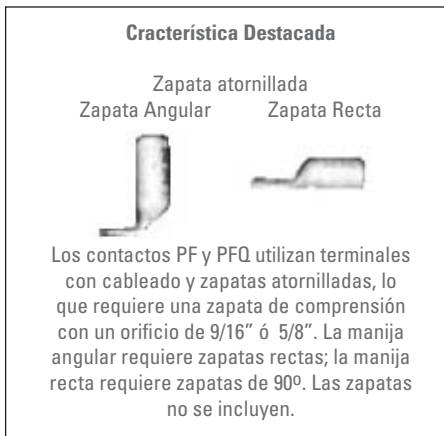 Cracterística Destacada
Zapata atornillada
Zapata Angular Zapata Recta
Los contactos PF y PFQ utilizan terminales
con cableado y zapatas atornilladas, lo
que requiere una zapata de comprensión
con un orificio de 9/16” ó 5/8”. La manija
angular requiere zapatas rectas; la manija
recta requiere zapatas de 90º. Las zapatas
no se incluyen.